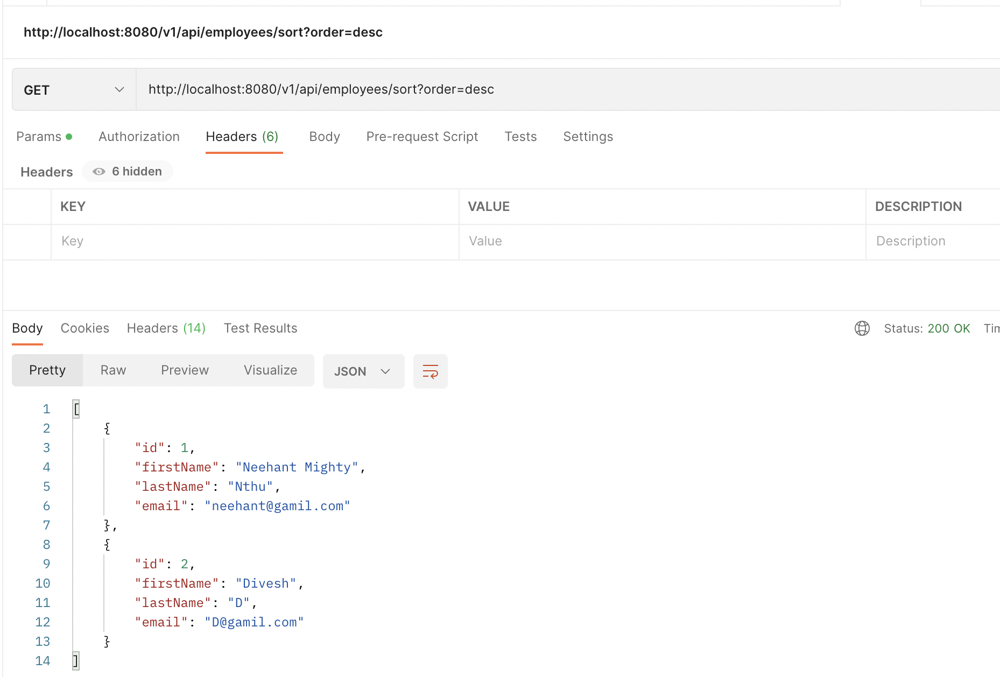 http://localhost:8080/v1/api/employees/sort?order=desc
GET http://localhost:8080/v1/api/employees/sort?order=desc
Params Authorization Headers (6) Body Pre-request Script Tests Settings
Headers 6 hidden
KEY VALUE DESCRIPTION
Key Value Description
Body Cookies Headers (14) Test Results Status: 200 OK
Pretty Raw Preview Visualize JSON
1 [
2 {
3 "id": 1,
4 "firstName": "Neehant Mighty",
5 "lastName": "Nthu",
6 "email": "neehant@gamil.com"
7 },
8 {
9 "id": 2,
10 "firstName": "Divesh",
11 "lastName": "D",
12 "email": "D@gamil.com"
13 }
14 ]